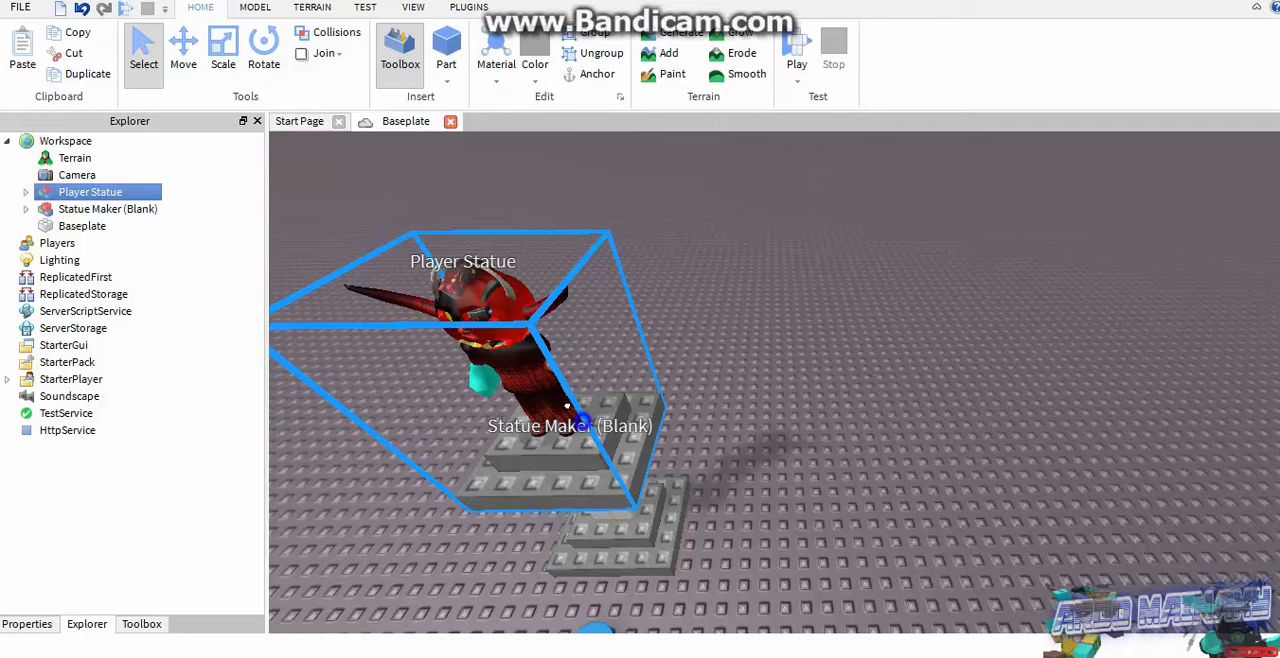 FILE HOME MODEL TERRAIN TEST VIEW PLUGINS
www.Bandicam.com
Copy
Cut
Duplicate
Paste
Clipboard
Select Move Scale Rotate
Collisions
Join
Tools
Toolbox Part
Insert
Material Color
Group
Ungroup
Anchor
Edit
Generate Grow
Add Erode
Paint Smooth
Terrain
Play Stop
Test
Explorer
Start Page
Baseplate
Workspace
Terrain
Camera
Player Statue
Statue Maker (Blank)
Baseplate
Players
Lighting
ReplicatedFirst
ReplicatedStorage
ServerScriptService
ServerStorage
StarterGui
StarterPack
StarterPlayer
Soundscape
TestService
HttpService
Player Statue
Statue Maker (Blank)
Properties Explorer Toolbox